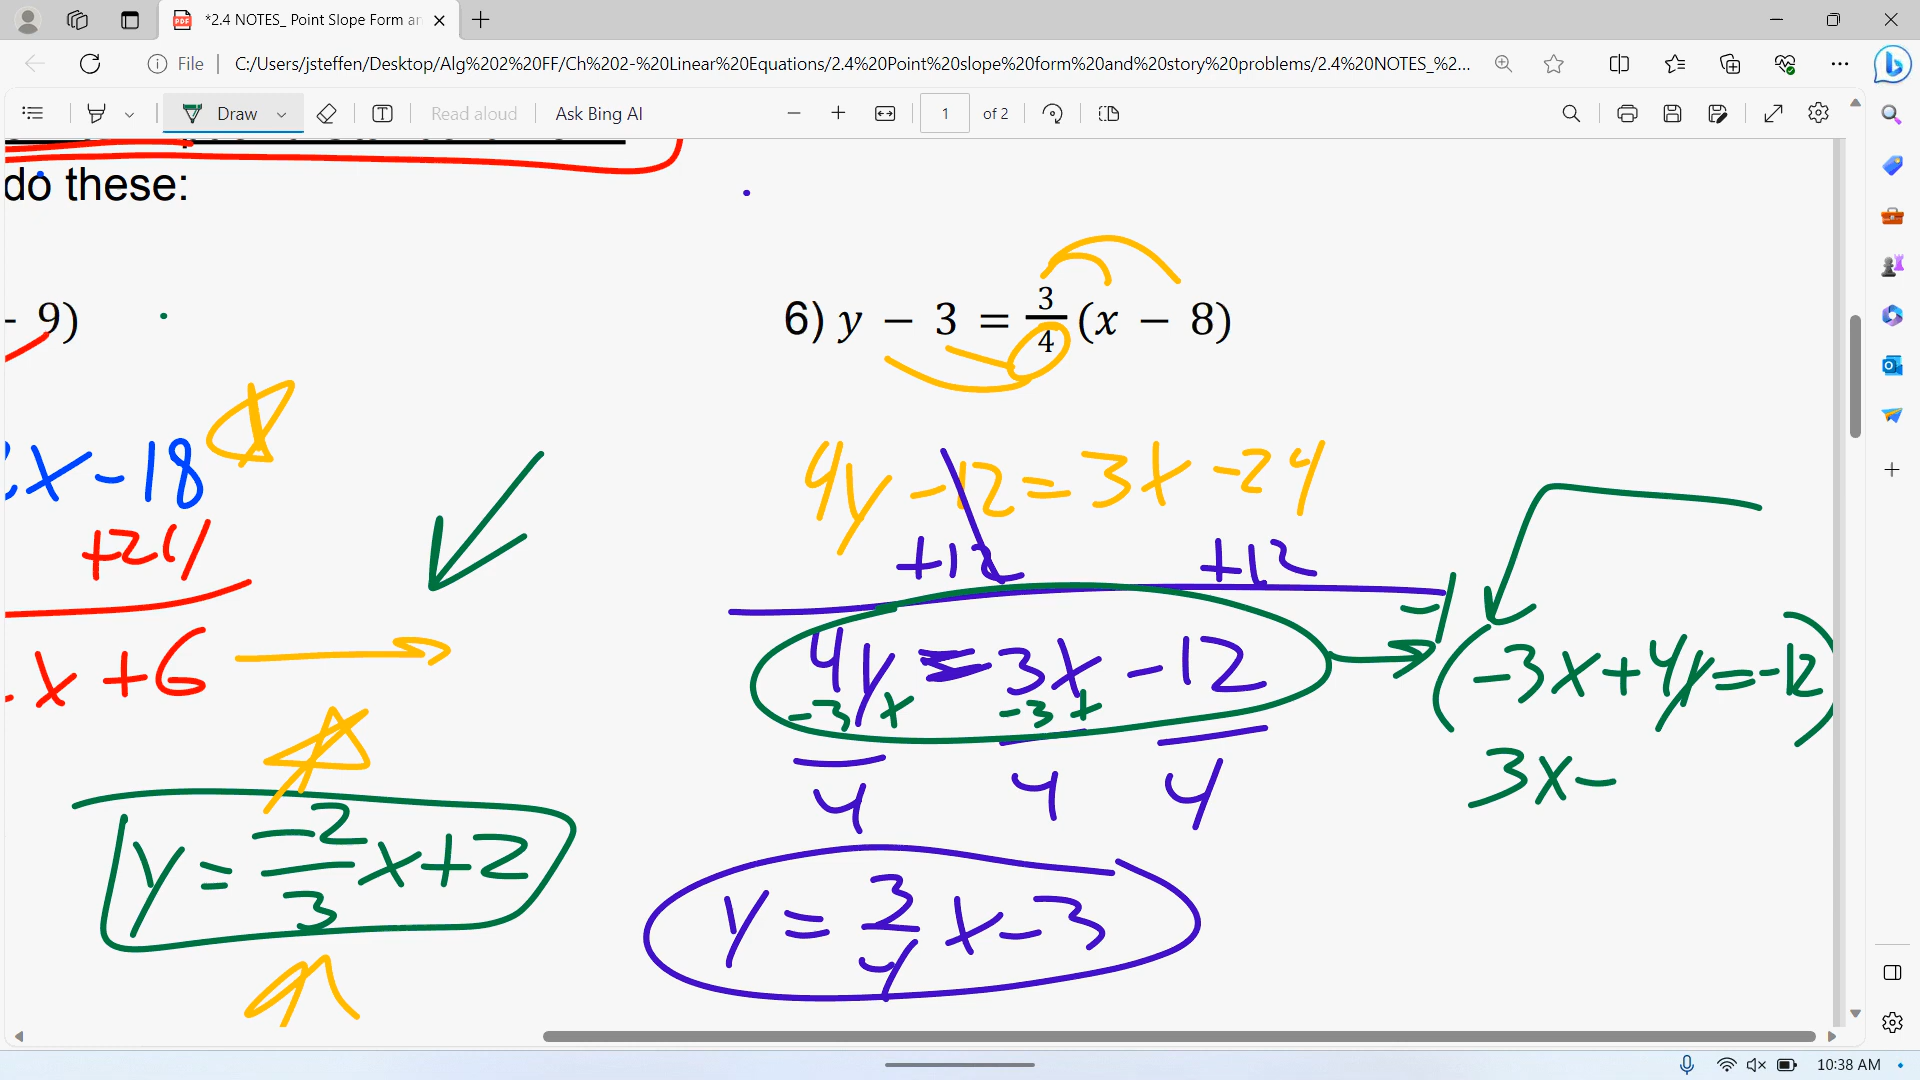 *2.4 NOTES_ Point Slope Form an
File
C:/Users/jsteffen/Desktop/Alg%202%20FF/Ch%202-%20Linear%20Equations/2.4%20Point%20slope%20form%20and%20story%20problems/2.4%20NOTES_%2...
Draw
Read aloud
Ask Bing AI
1 of 2
do these:
- 9)
6) y − 3 = 3/4 (x − 8)
x - 18
4y - 12 = 3x - 24
+12 +12
4y = 3x - 12
-3x -3x
4 4 4
x + 6
-1
(-3x + 4y = -12)
3x -
y = -2/3 x + 2
y = 3/4 x - 3
10:38 AM